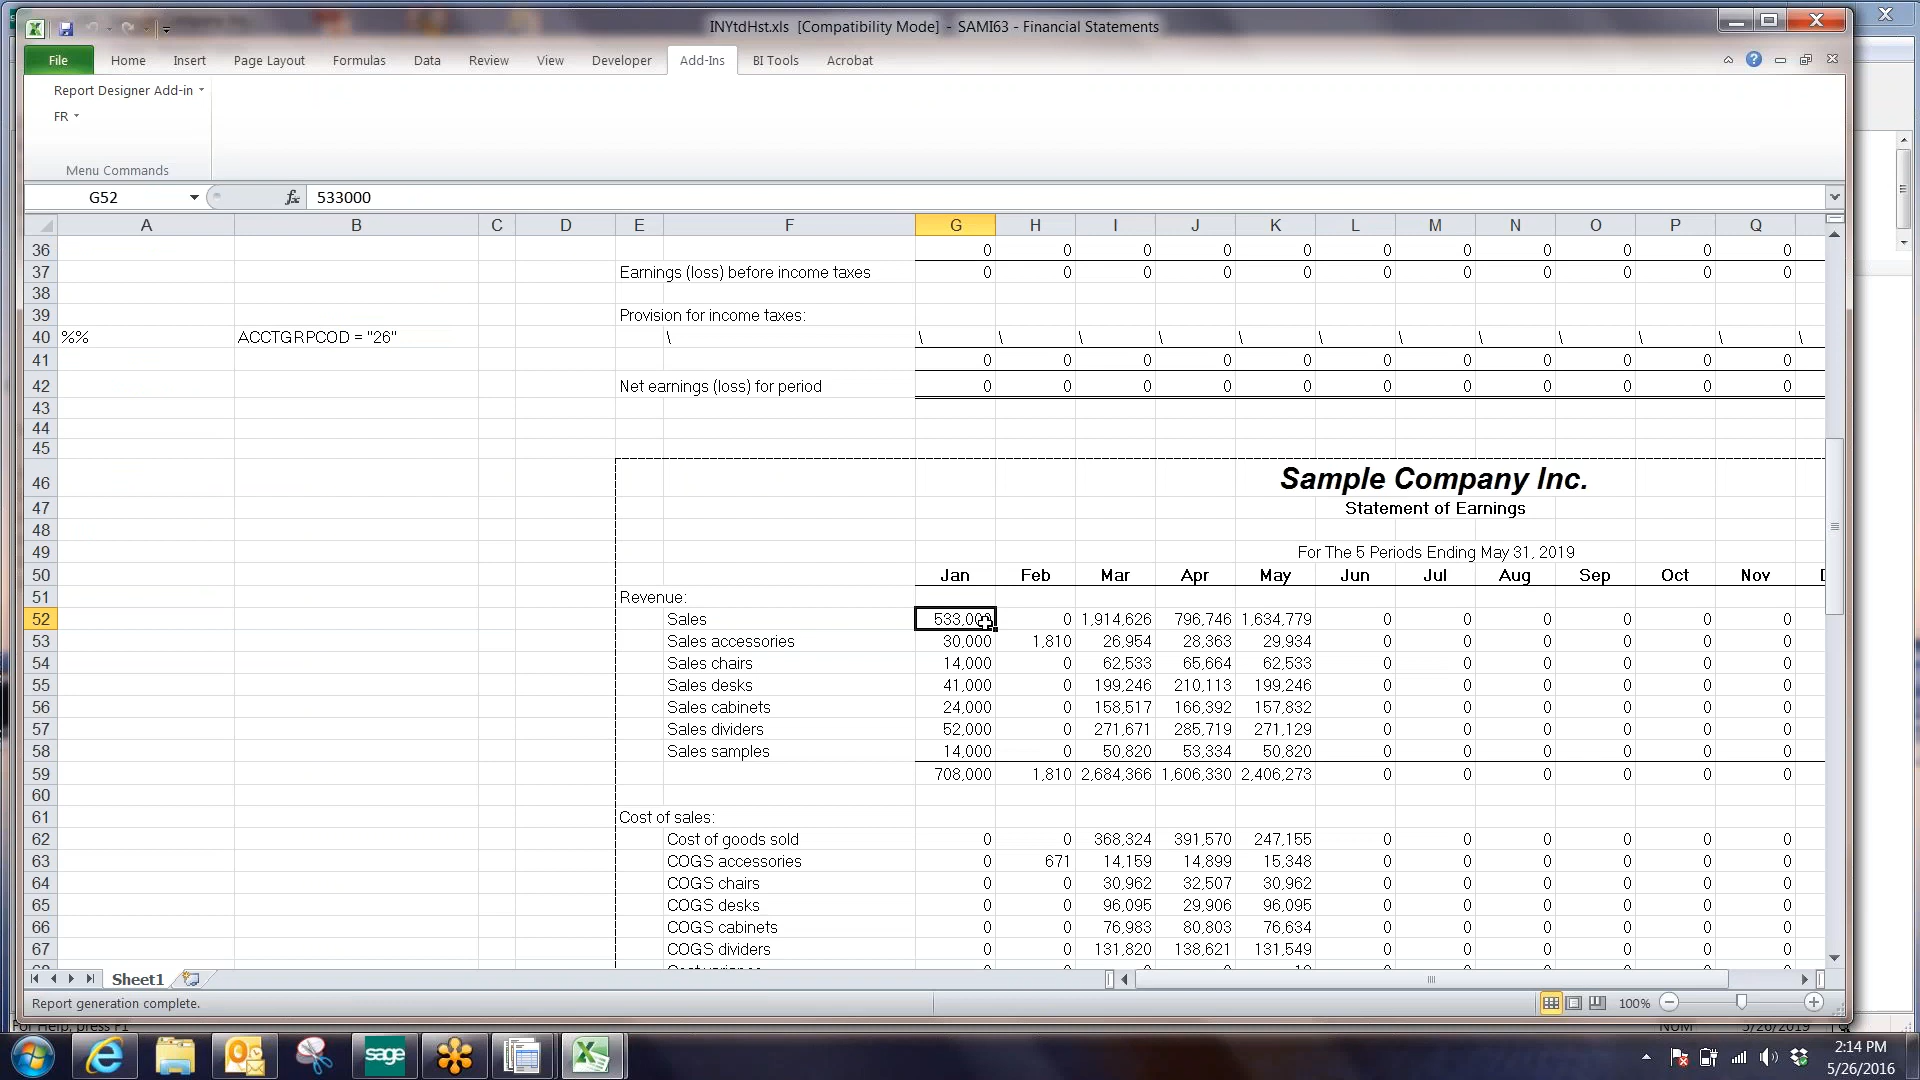 INYtdHst.xls [Compatibility Mode] - SAMI63 - Financial Statements
File Home Insert Page Layout Formulas Data Review View Developer Add-Ins BI Tools Acrobat
Report Designer Add-in
FR
Menu Commands
G52 fx 533000
A B C D E F G H I J K L M N O P Q
36 0 0 0 0 0 0 0 0 0 0 0
37 Earnings (loss) before income taxes 0 0 0 0 0 0 0 0 0 0 0
38
39 Provision for income taxes:
40 %% ACCTGRPCOD = "26" \ \ \ \ \ \ \ \ \ \ \ \ \
41 0 0 0 0 0 0 0 0 0 0 0
42 Net earnings (loss) for period 0 0 0 0 0 0 0 0 0 0 0
43
44
45
46 Sample Company Inc.
47 Statement of Earnings
48
49 For The 5 Periods Ending May 31, 2019
50 Jan Feb Mar Apr May Jun Jul Aug Sep Oct Nov
51 Revenue:
52 Sales 533,000 0 1,914,626 796,746 1,634,779 0 0 0 0 0 0
53 Sales accessories 30,000 1,810 26,954 28,363 29,934 0 0 0 0 0 0
54 Sales chairs 14,000 0 62,533 65,664 62,533 0 0 0 0 0 0
55 Sales desks 41,000 0 199,246 210,113 199,246 0 0 0 0 0 0
56 Sales cabinets 24,000 0 158,517 166,392 157,832 0 0 0 0 0 0
57 Sales dividers 52,000 0 271,671 285,719 271,129 0 0 0 0 0 0
58 Sales samples 14,000 0 50,820 53,334 50,820 0 0 0 0 0 0
59 708,000 1,810 2,684,366 1,606,330 2,406,273 0 0 0 0 0 0
60
61 Cost of sales:
62 Cost of goods sold 0 0 368,324 391,570 247,155 0 0 0 0 0 0
63 COGS accessories 0 671 14,159 14,899 15,348 0 0 0 0 0 0
64 COGS chairs 0 0 30,962 32,507 30,962 0 0 0 0 0 0
65 COGS desks 0 0 96,095 29,906 96,095 0 0 0 0 0 0
66 COGS cabinets 0 0 76,983 80,803 76,634 0 0 0 0 0 0
67 COGS dividers 0 0 131,820 138,621 131,549 0 0 0 0 0 0
Sheet1
Report generation complete. 100%
For Help, press F1 NUM 5/26/2019
sage
2:14 PM
5/26/2016